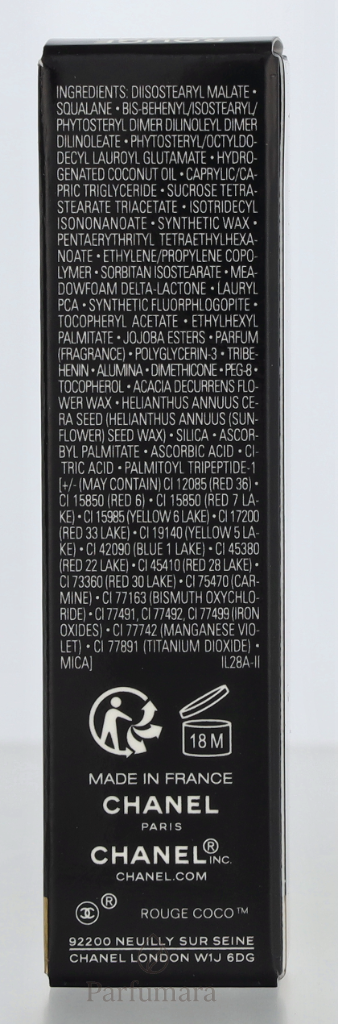 INGREDIENTS: DIISOSTEARYL MALATE •
SQUALANE • BIS-BEHENYL/ISOSTEARYL/
PHYTOSTERYL DIMER DILINOLEYL DIMER
DILINOLEATE • PHYTOSTERYL/OCTYLDO-
DECYL LAUROYL GLUTAMATE • HYDRO-
GENATED COCONUT OIL • CAPRYLIC/CA-
PRIC TRIGLYCERIDE • SUCROSE TETRA-
STEARATE TRIACETATE • ISOTRIDECYL
ISONONANOATE • SYNTHETIC WAX •
PENTAERYTHRITYL TETRAETHYLHEXA-
NOATE • ETHYLENE/PROPYLENE COPO-
LYMER • SORBITAN ISOSTEARATE • MEA-
DOWFOAM DELTA-LACTONE • LAURYL
PCA • SYNTHETIC FLUORPHLOGOPITE •
TOCOPHERYL ACETATE • ETHYLHEXYL
PALMITATE • JOJOBA ESTERS • PARFUM
(FRAGRANCE) • POLYGLYCERIN-3 • TRIBE-
HENIN • ALUMINA • DIMETHICONE • PEG-8 •
TOCOPHEROL • ACACIA DECURRENS FLO-
WER WAX • HELIANTHUS ANNUUS CE-
RA SEED (HELIANTHUS ANNUUS (SUN-
FLOWER) SEED WAX) • SILICA • ASCOR-
BYL PALMITATE • ASCORBIC ACID • CI-
TRIC ACID • PALMITOYL TRIPEPTIDE-1
[+/- (MAY CONTAIN) CI 12085 (RED 36) •
CI 15850 (RED 6) • CI 15850 (RED 7 LA-
KE) • CI 15985 (YELLOW 6 LAKE) • CI 17200
(RED 33 LAKE) • CI 19140 (YELLOW 5 LA-
KE) • CI 42090 (BLUE 1 LAKE) • CI 45380
(RED 22 LAKE) • CI 45410 (RED 28 LAKE) •
CI 73360 (RED 30 LAKE) • CI 75470 (CAR-
MINE) • CI 77163 (BISMUTH OXYCHLO-
RIDE) • CI 77491, CI 77492, CI 77499 (IRON
OXIDES) • CI 77742 (MANGANESE VIO-
LET) • CI 77891 (TITANIUM DIOXIDE) •
MICA] IL28A-II
18 M
MADE IN FRANCE
CHANEL
PARIS
CHANEL® INC.
CHANEL.COM
® ROUGE COCO™
92200 NEUILLY SUR SEINE
CHANEL LONDON W1J 6DG
Parfumara